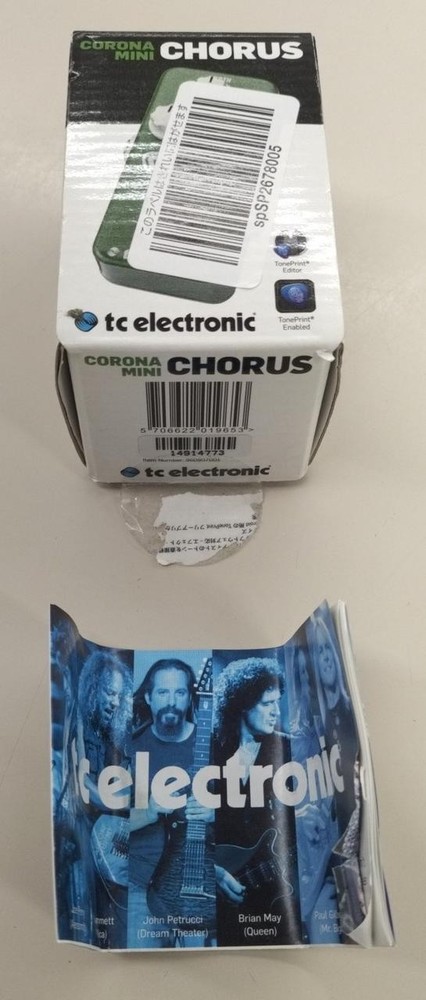 CORONA MINI CHORUS
このラベルはきれいにはがせます
spSP2678005
TonePrint® Editor
TonePrint® Enabled
tc electronic
CORONA MINI CHORUS
5 706622 019653 >
14914773
tc electronic
tc electronic
John Petrucci
(Dream Theater)
Brian May
(Queen)
Mr. Big